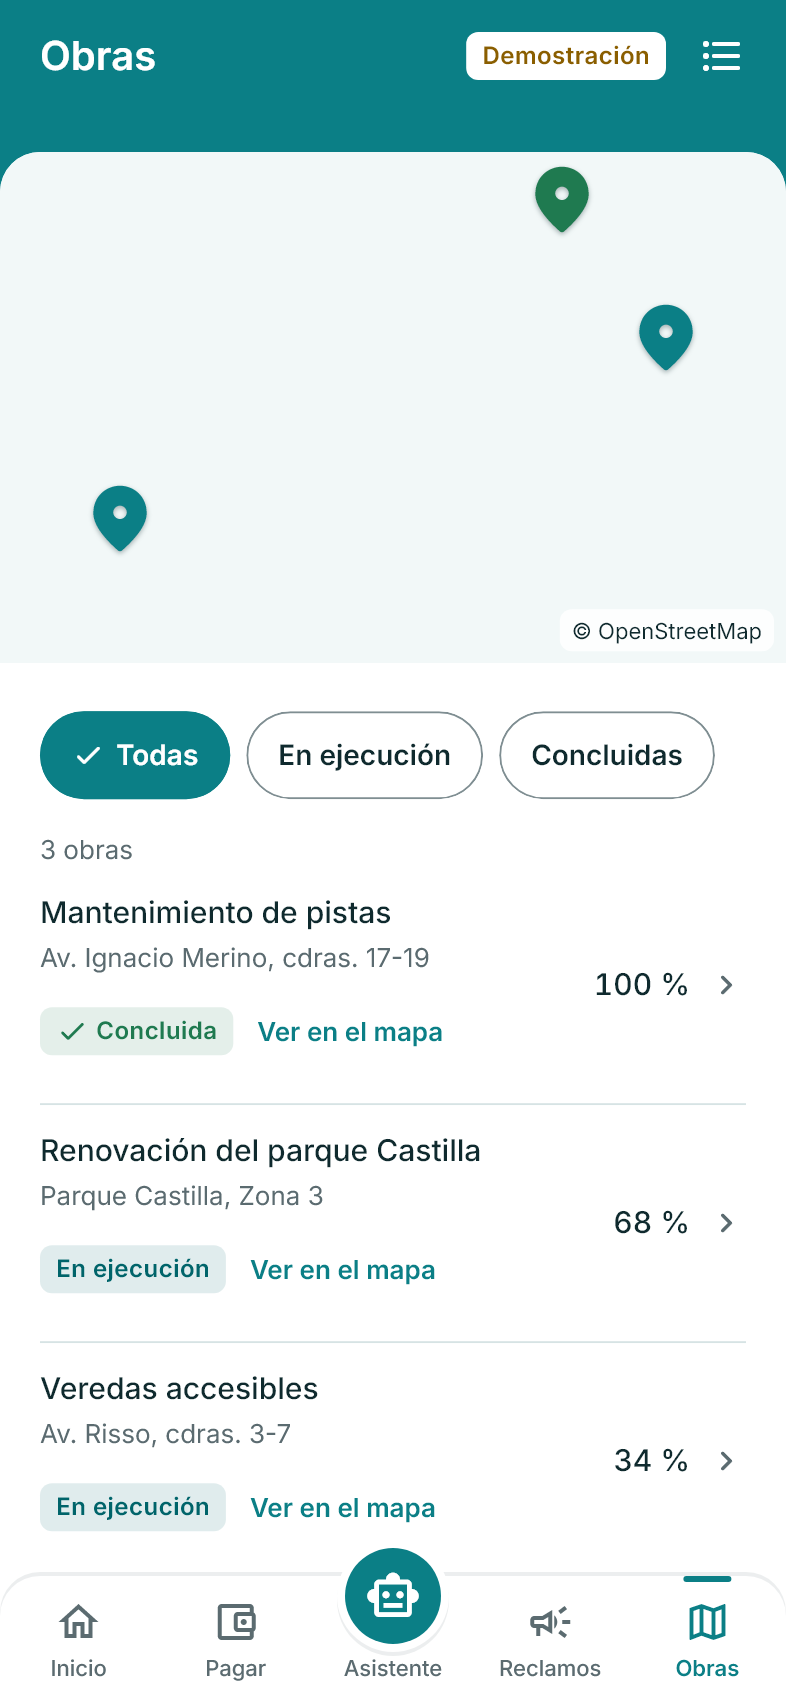 Obras
Demostración
© OpenStreetMap
Todas
En ejecución
Concluidas
3 obras
Mantenimiento de pistas
Av. Ignacio Merino, cdras. 17-19
100 %
Concluida
Ver en el mapa
Renovación del parque Castilla
Parque Castilla, Zona 3
68 %
En ejecución
Ver en el mapa
Veredas accesibles
Av. Risso, cdras. 3-7
34 %
En ejecución
Ver en el mapa
Inicio
Pagar
Asistente
Reclamos
Obras